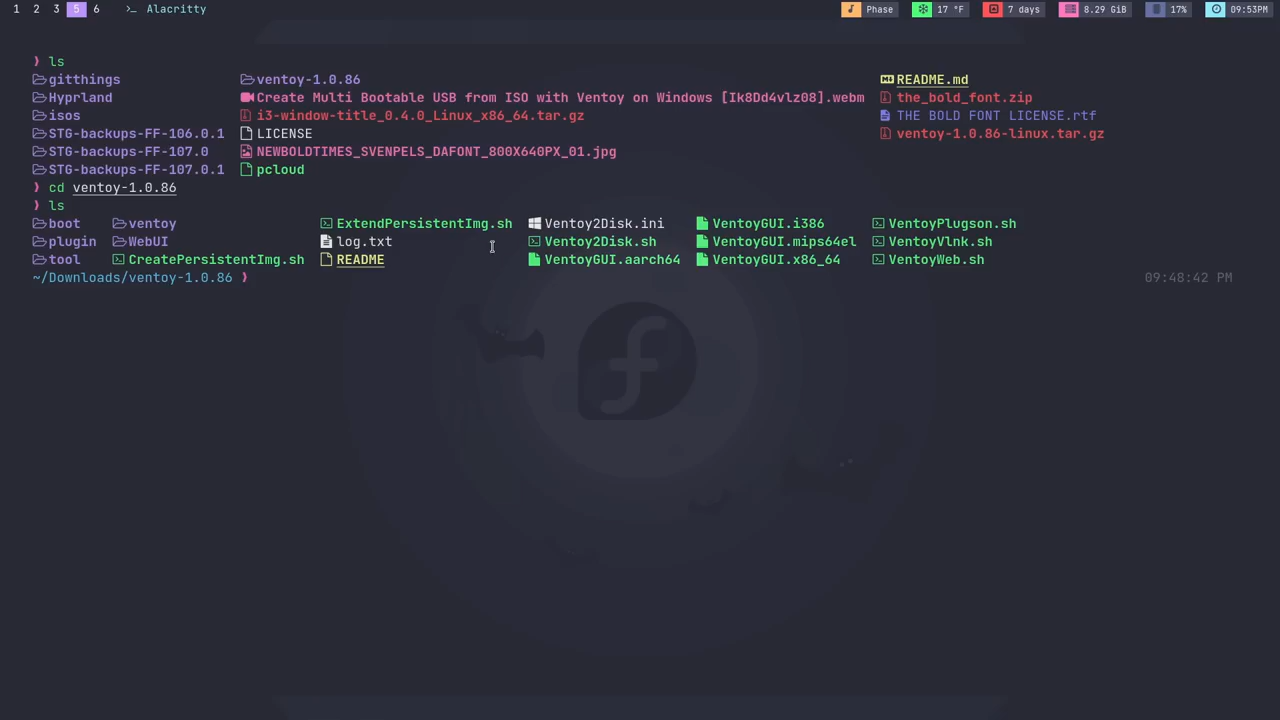 1 2 3 5 6 >_ Alacritty Phase 17 °F 7 days 8.29 GiB 17% 09:53PM
❱ ls
gitthings ventoy-1.0.86 README.md
Hyprland Create Multi Bootable USB from ISO with Ventoy on Windows [Ik8Dd4vlz08].webm the_bold_font.zip
isos i3-window-title_0.4.0_Linux_x86_64.tar.gz THE BOLD FONT LICENSE.rtf
STG-backups-FF-106.0.1 LICENSE ventoy-1.0.86-linux.tar.gz
STG-backups-FF-107.0 NEWBOLDTIMES_SVENPELS_DAFONT_800X640PX_01.jpg
STG-backups-FF-107.0.1 pcloud
❱ cd ventoy-1.0.86
❱ ls
boot ventoy ExtendPersistentImg.sh Ventoy2Disk.ini VentoyGUI.i386 VentoyPlugson.sh
plugin WebUI log.txt Ventoy2Disk.sh VentoyGUI.mips64el VentoyVlnk.sh
tool CreatePersistentImg.sh README VentoyGUI.aarch64 VentoyGUI.x86_64 VentoyWeb.sh
~/Downloads/ventoy-1.0.86 ❱ 09:48:42 PM